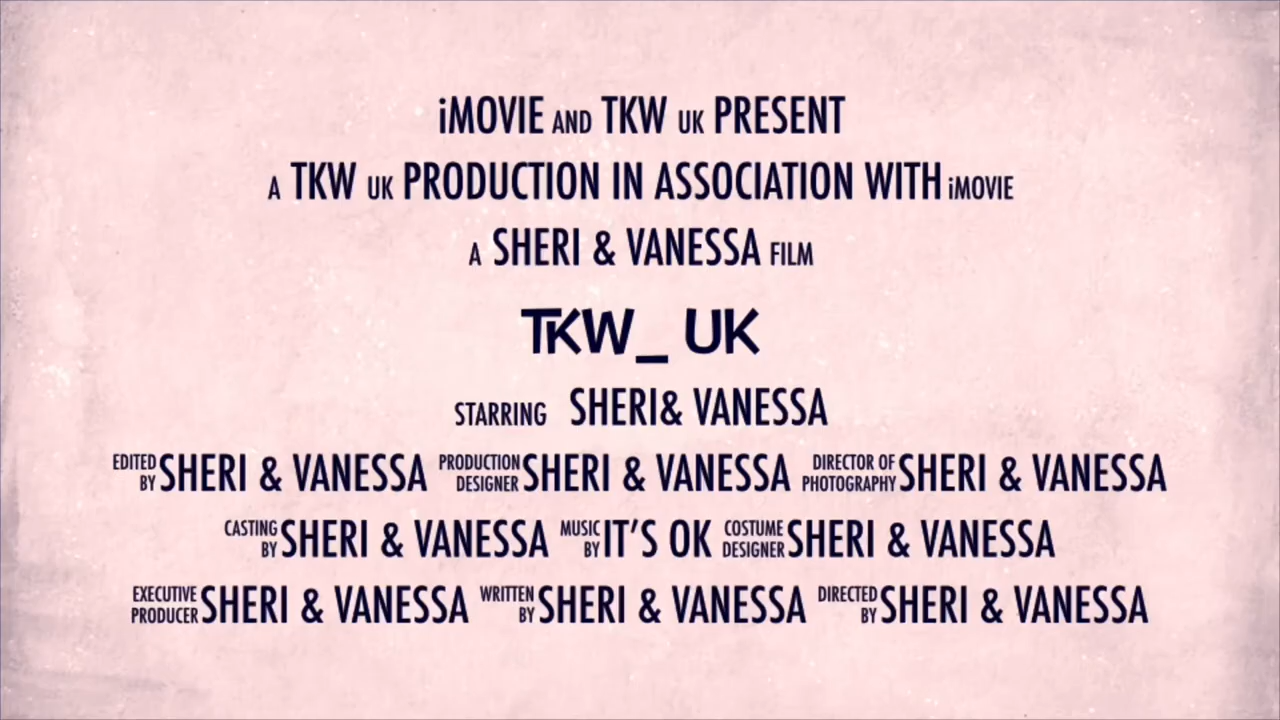 iMOVIE AND TKW UK PRESENT
A TKW UK PRODUCTION IN ASSOCIATION WITH iMOVIE
A SHERI & VANESSA FILM
TKW_ UK
STARRING SHERI& VANESSA
EDITED BY SHERI & VANESSA PRODUCTION DESIGNER SHERI & VANESSA DIRECTOR OF PHOTOGRAPHY SHERI & VANESSA
CASTING BY SHERI & VANESSA MUSIC BY IT'S OK COSTUME DESIGNER SHERI & VANESSA
EXECUTIVE PRODUCER SHERI & VANESSA WRITTEN BY SHERI & VANESSA DIRECTED BY SHERI & VANESSA